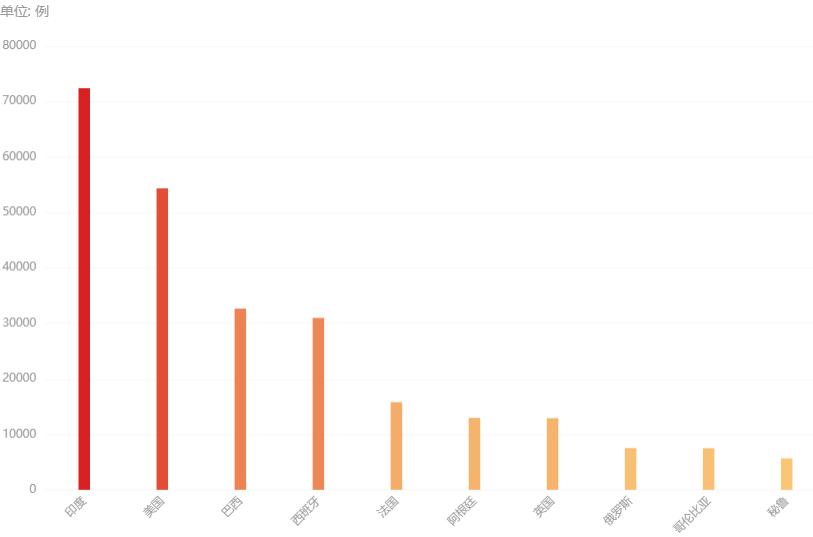 单位: 例
80000
70000
60000
50000
40000
30000
20000
10000
0
印度
美国
巴西
西班牙
法国
阿根廷
英国
俄罗斯
哥伦比亚
秘鲁